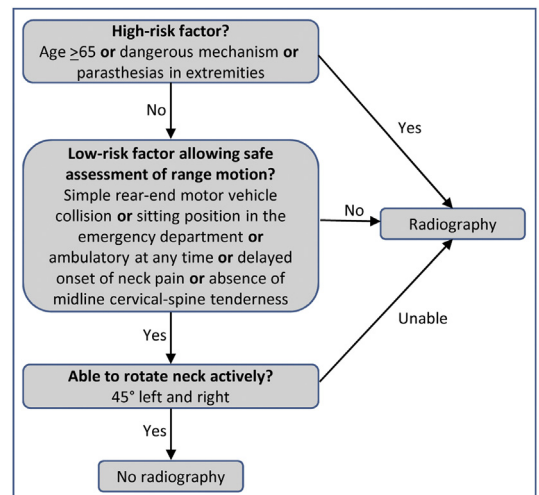 High-risk factor?
Age >65 or dangerous mechanism or
parasthesias in extremities
No
Yes
Low-risk factor allowing safe
assessment of range motion?
Simple rear-end motor vehicle
collision or sitting position in the
emergency department or
ambulatory at any time or delayed
onset of neck pain or absence of
midline cervical-spine tenderness
No
Radiography
Yes
Unable
Able to rotate neck actively?
45° left and right
Yes
No radiography